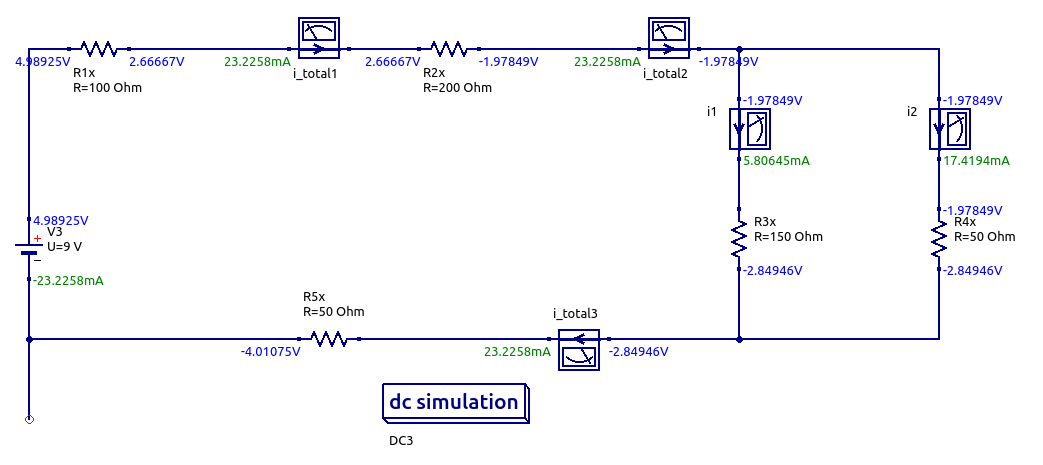 4.98925V
R1x
R=100 Ohm
2.66667V
23.2258mA
i_total1
2.66667V
R2x
R=200 Ohm
-1.97849V
23.2258mA
i_total2
-1.97849V
i1
-1.97849V
5.80645mA
i2
-1.97849V
17.4194mA
4.98925V
V3
+
U=9 V
-
-23.2258mA
R3x
R=150 Ohm
-2.84946V
-1.97849V
R4x
R=50 Ohm
-2.84946V
R5x
R=50 Ohm
-4.01075V
i_total3
23.2258mA
-2.84946V
dc simulation
DC3